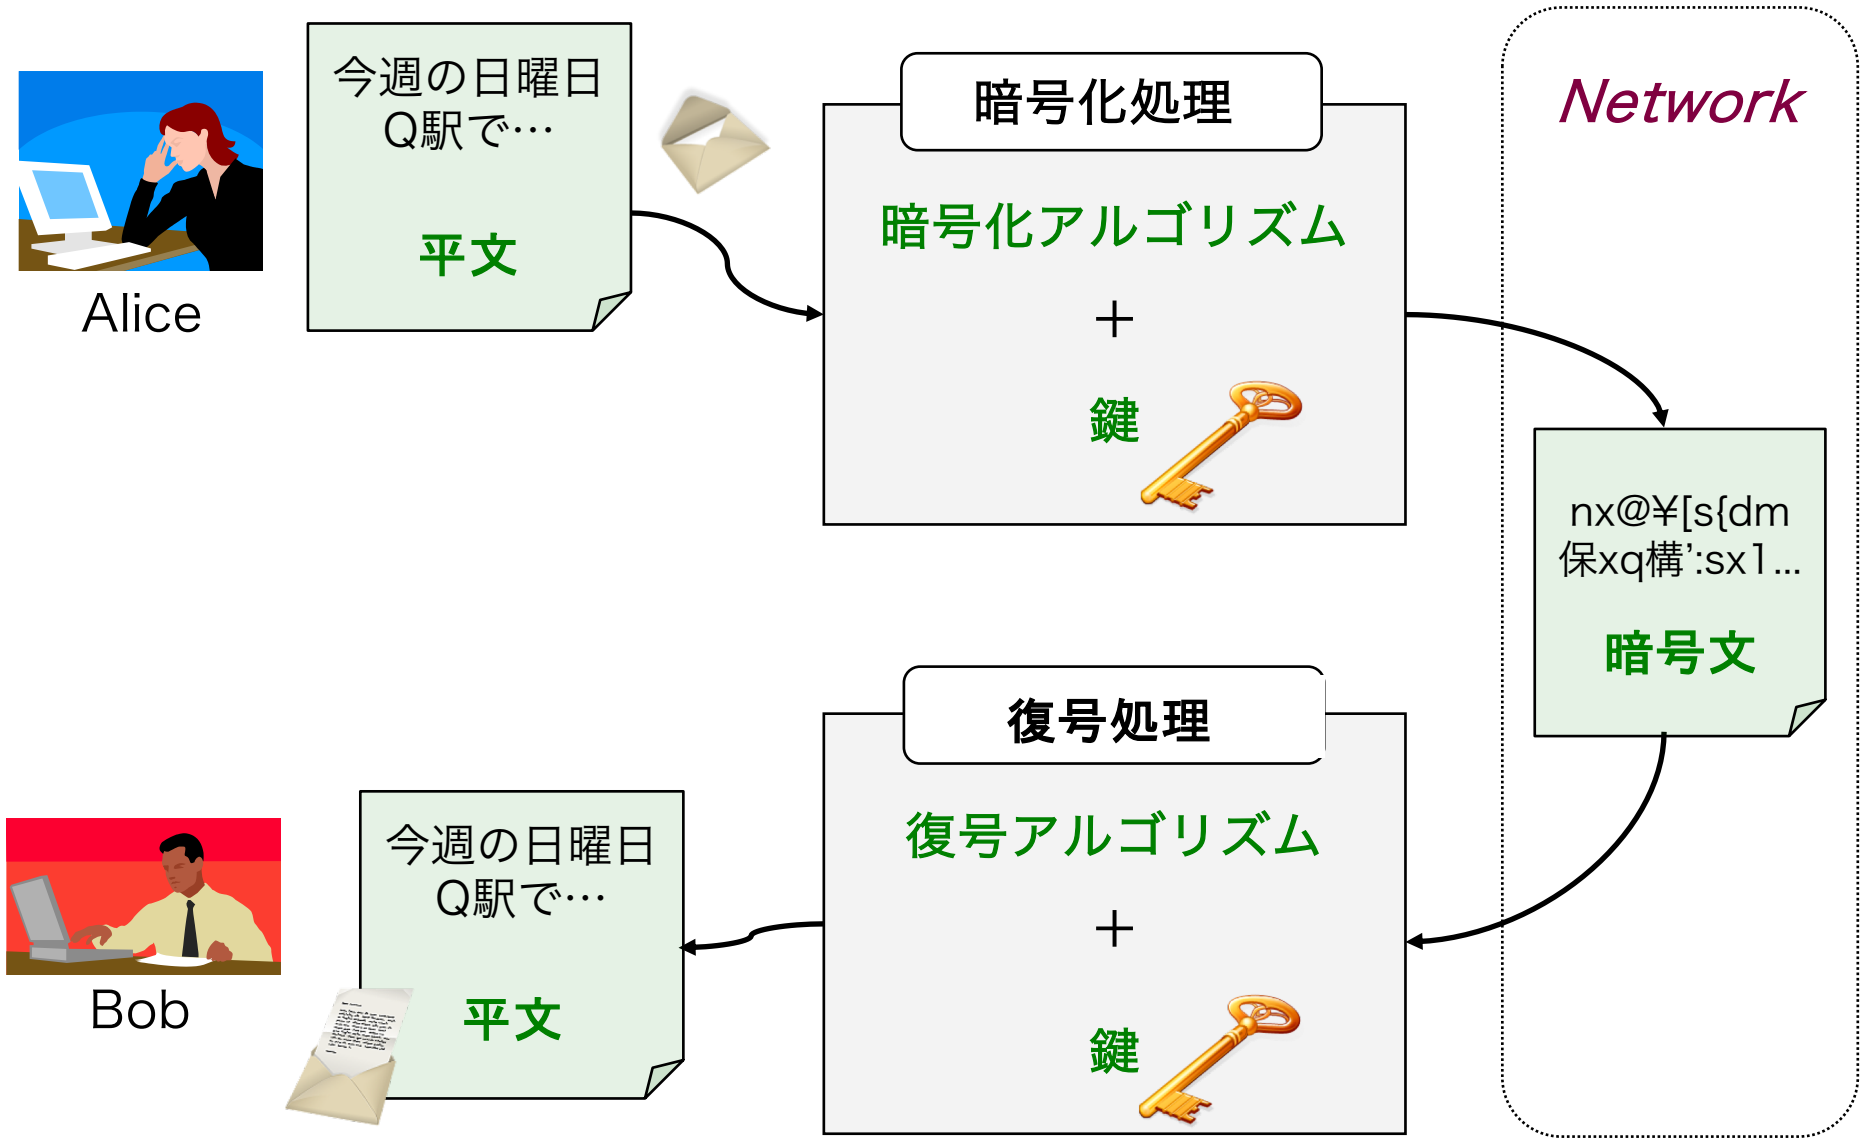 今週の日曜日
Q駅で…
平文
Alice
暗号化処理
暗号化アルゴリズム
＋
鍵
Network
nx@¥[s{dm
保xq構’:sx1...
暗号文
復号処理
復号アルゴリズム
＋
鍵
今週の日曜日
Q駅で…
平文
Bob